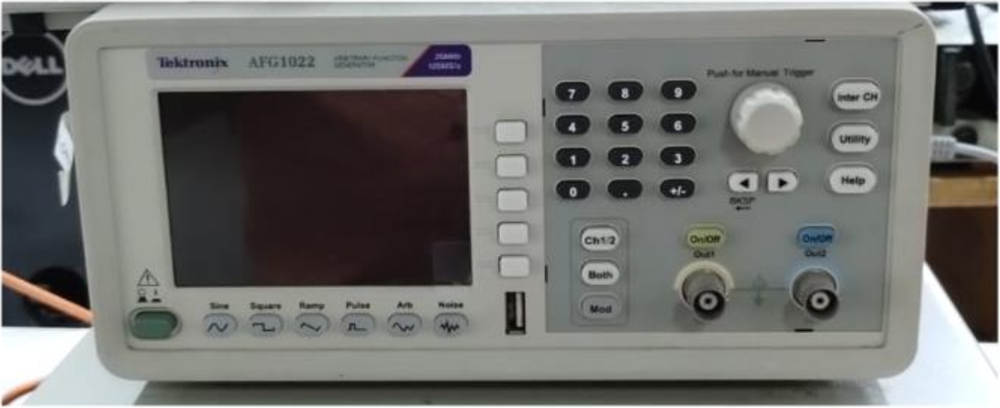 DELL
Tektronix AFG1022 ARBITRARY FUNCTION
GENERATOR
25MHz
125MS/s
Push for Manual Trigger
7 8 9
Inter CH
4 5 6
Utility
1 2 3
Help
0 . +/-
BKSP
Ch1/2
On/Off
On/Off
Out1
Out2
Both
Mod
Sine Square Ramp Pulse Arb Noise